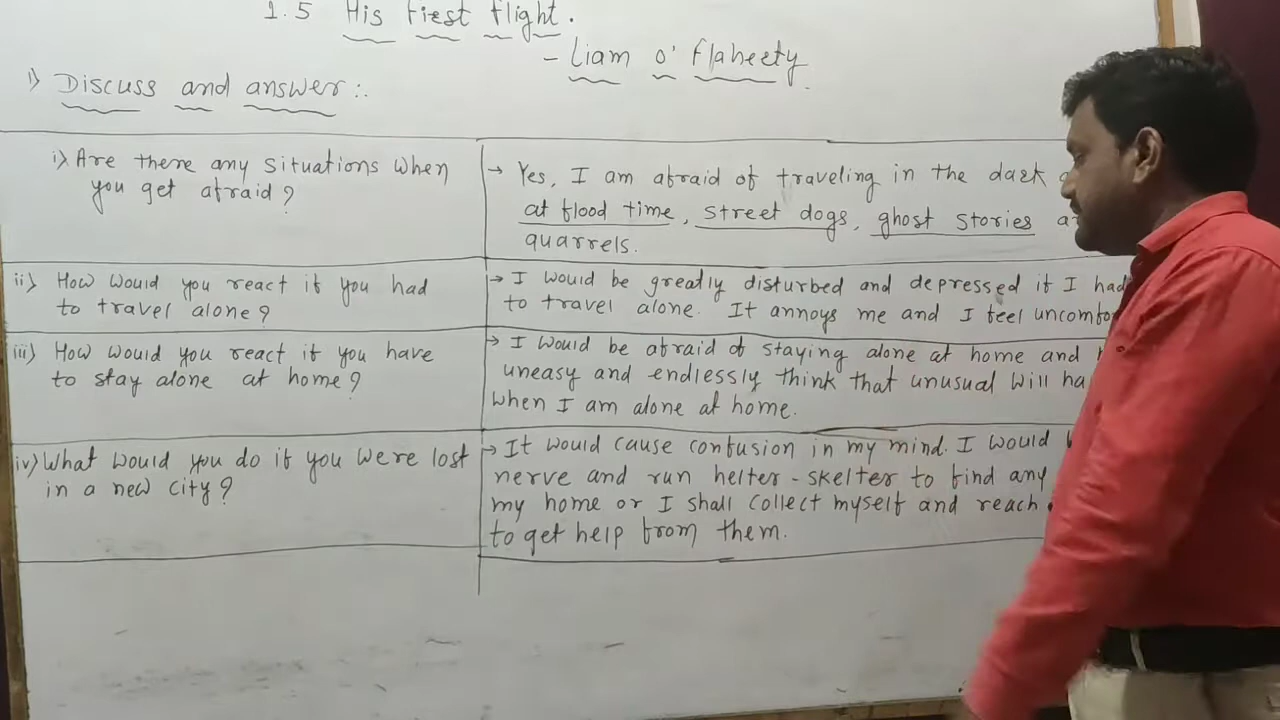 1.5 His First flight.
- Liam o' Flaherty.
1) Discuss and answer:.
i) Are there any situations when
you get afraid?
→ Yes, I am afraid of traveling in the dark
at flood time, street dogs, ghost stories
quarrels.
ii) How would you react if you had
to travel alone?
→ I would be greatly disturbed and depressed if I had
to travel alone. It annoys me and I feel
iii) How would you react if you have
to stay alone at home?
→ I would be afraid of staying alone at home and
uneasy and endlessly think that unusual will
when I am alone at home.
iv) What would you do if you were lost
in a new city?
→ It would cause confusion in my mind. I would
nerve and run helter-skelter to find any
my home or I shall collect myself and reach
to get help from them.